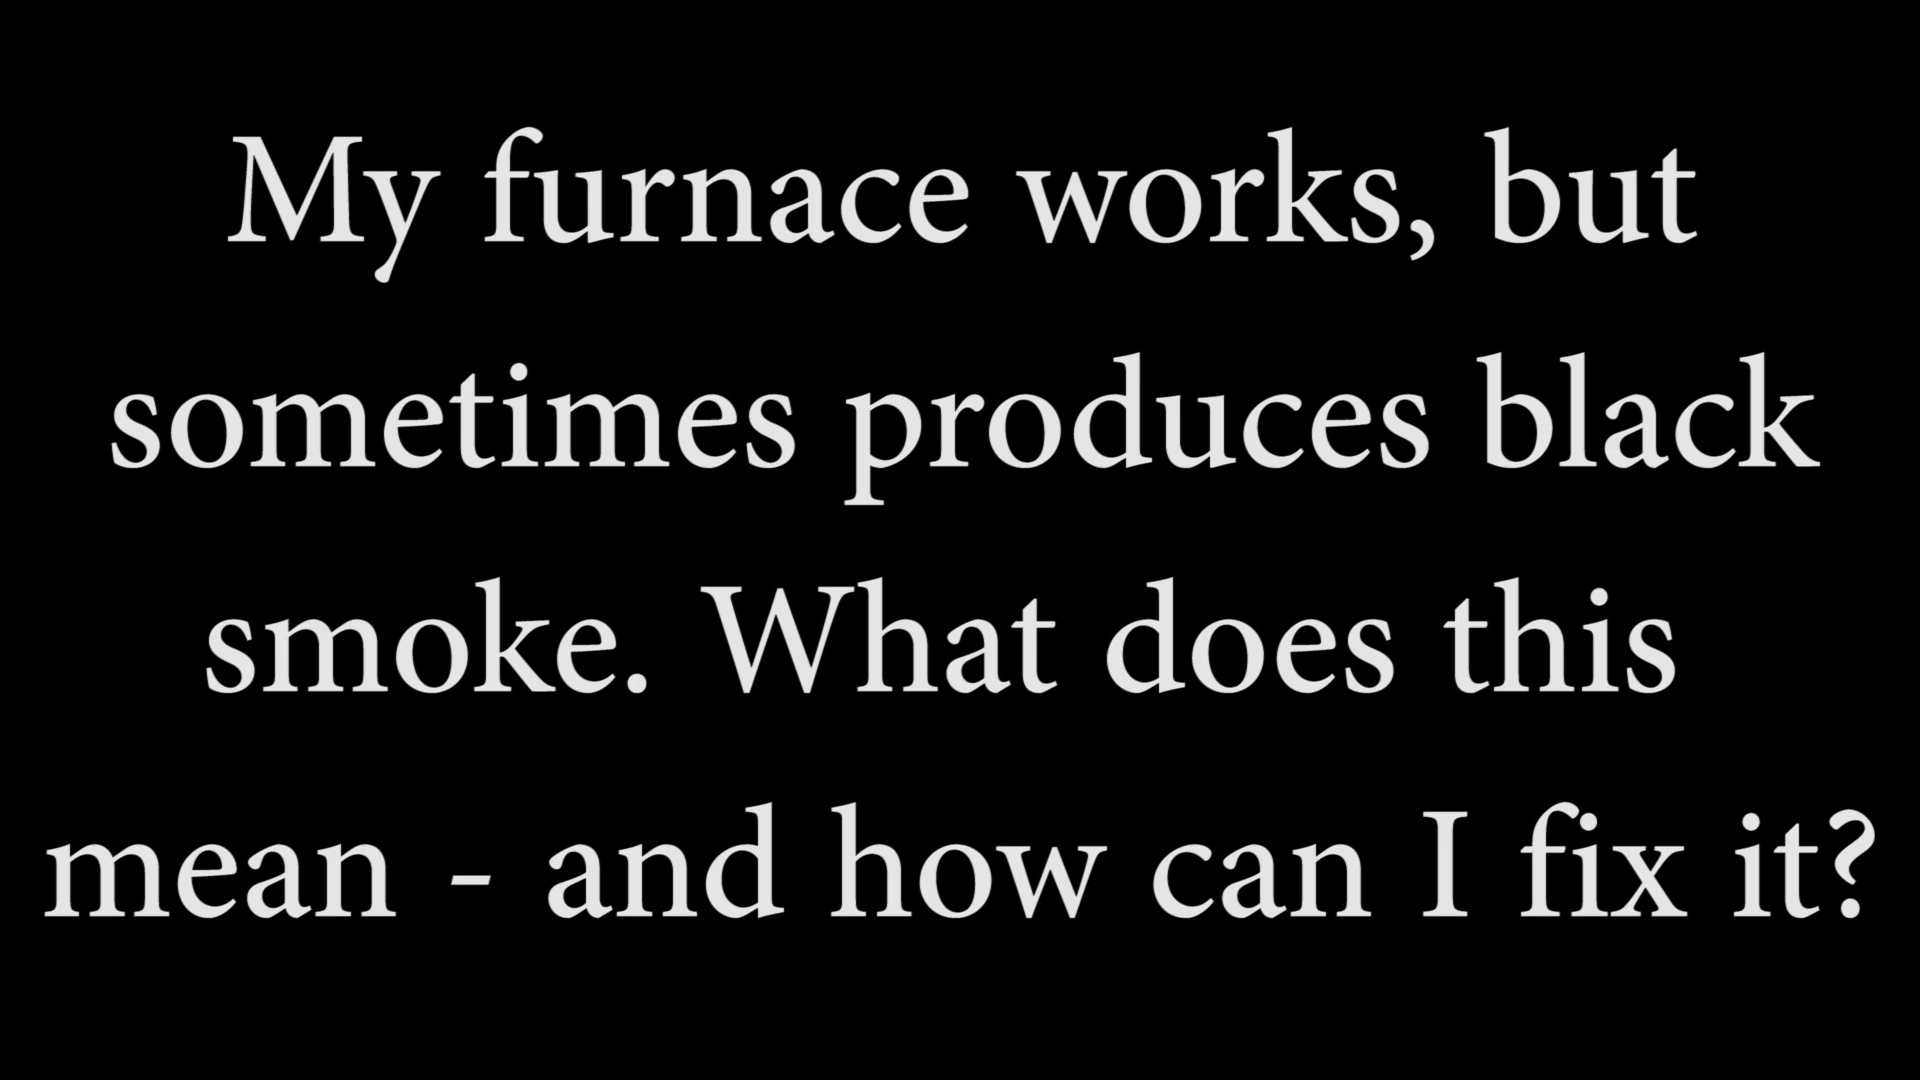 My furnace works, but
sometimes produces black
smoke. What does this
mean - and how can I fix it?